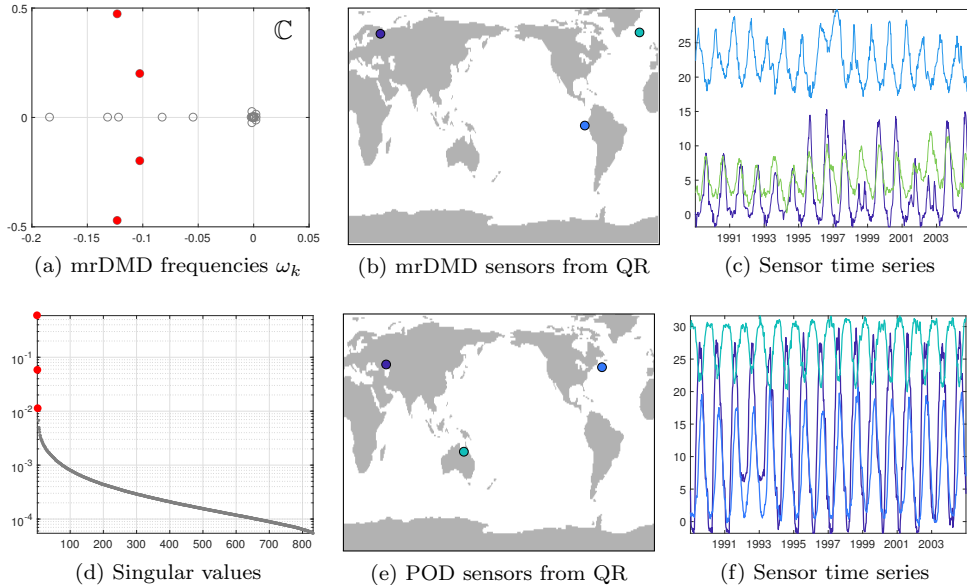 0.5
ℂ
0
-0.5
-0.2 -0.15 -0.1 -0.05 0 0.05
(a) mrDMD frequencies ωₖ
(b) mrDMD sensors from QR
25
20
15
10
5
0
1991 1993 1995 1997 1999 2001 2003
(c) Sensor time series
10⁻¹
10⁻²
10⁻³
10⁻⁴
100 200 300 400 500 600 700 800
(d) Singular values
(e) POD sensors from QR
30
25
20
15
10
5
0
1991 1993 1995 1997 1999 2001 2003
(f) Sensor time series